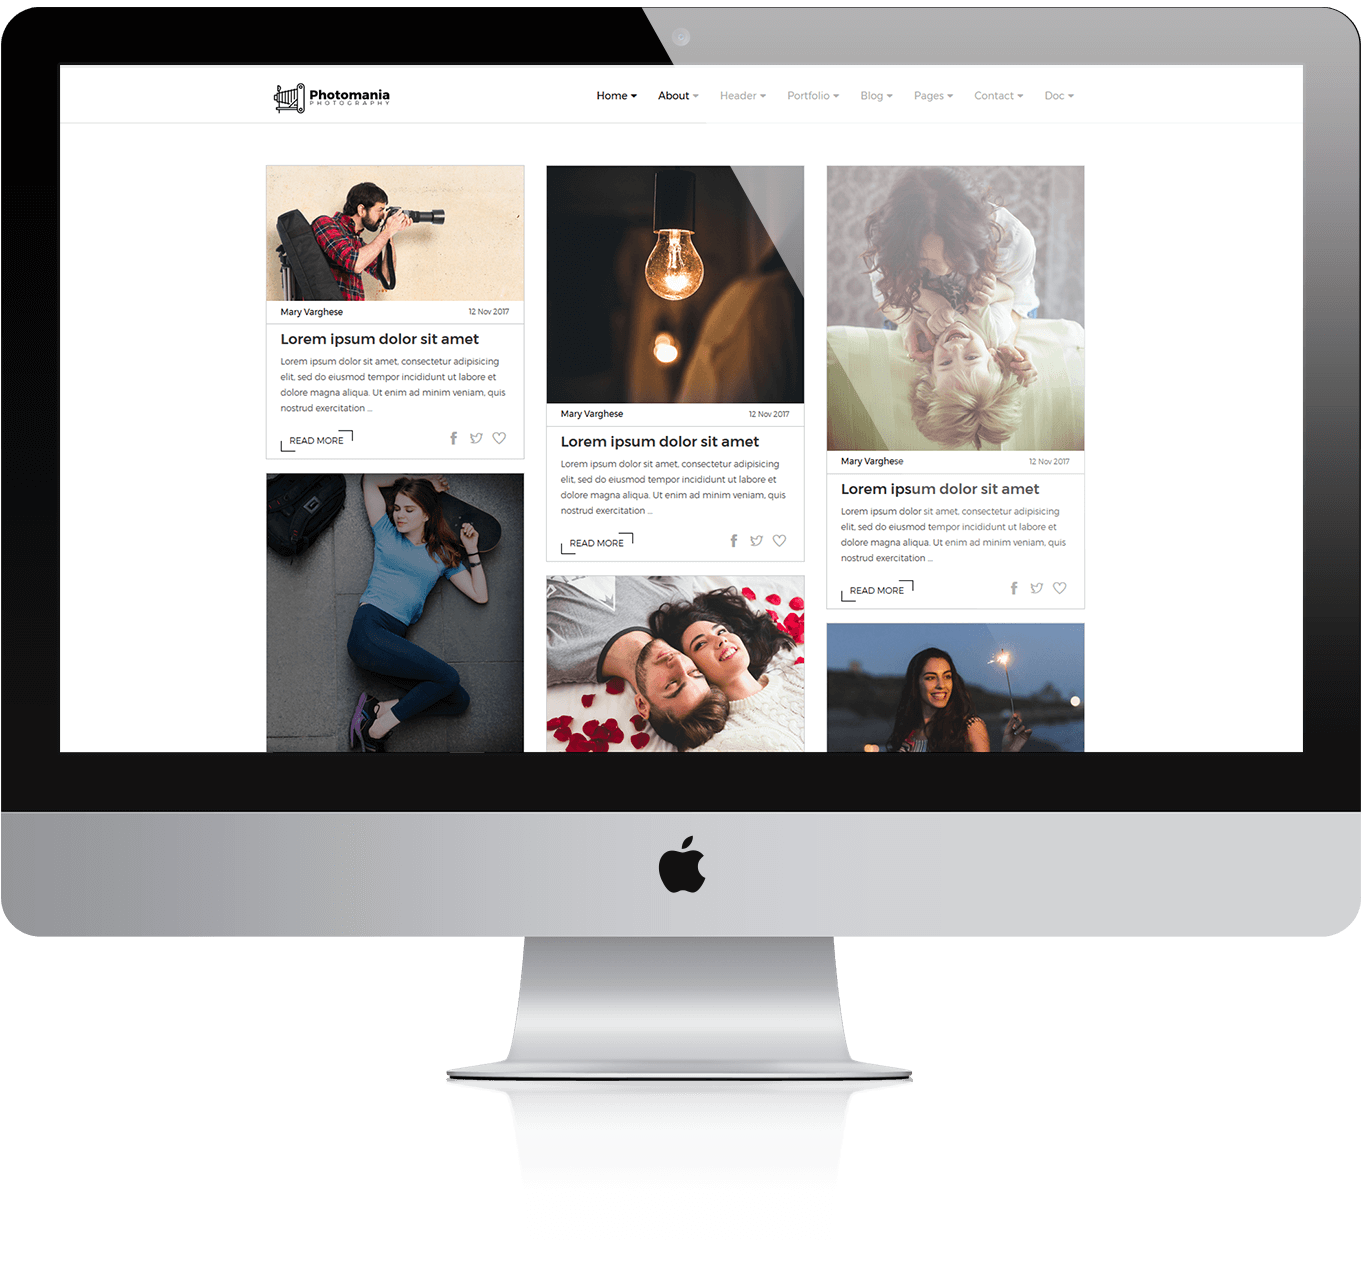 Photomania
PHOTOGRAPHY
Home
About
Header
Portfolio
Blog
Pages
Contact
Doc
Mary Varghese
12 Nov 2017
Lorem ipsum dolor sit amet
Lorem ipsum dolor sit amet, consectetur adipisicing
elit, sed do eiusmod tempor incididunt ut labore et
dolore magna aliqua. Ut enim ad minim veniam, quis
nostrud exercitation ...
READ MORE
Mary Varghese
12 Nov 2017
Lorem ipsum dolor sit amet
Lorem ipsum dolor sit amet, consectetur adipisicing
elit, sed do eiusmod tempor incididunt ut labore et
dolore magna aliqua. Ut enim ad minim veniam, quis
nostrud exercitation ...
READ MORE
Mary Varghese
12 Nov 2017
Lorem ipsum dolor sit amet
Lorem ipsum dolor sit amet, consectetur adipisicing
elit, sed do eiusmod tempor incididunt ut labore et
dolore magna aliqua. Ut enim ad minim veniam, quis
nostrud exercitation ...
READ MORE